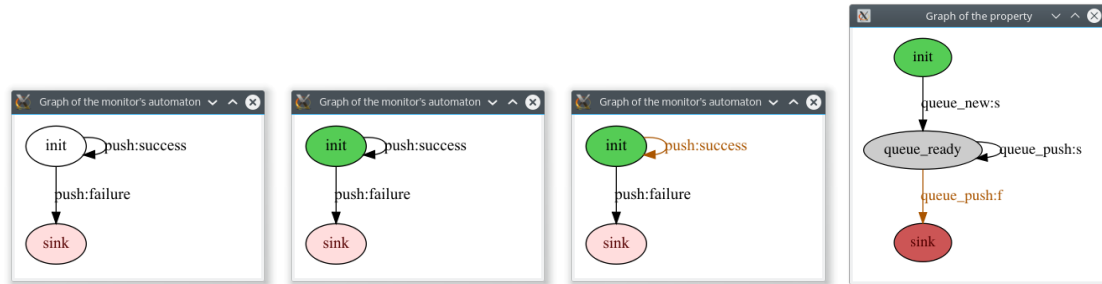 Graph of the monitor's automaton
init
push:success
push:failure
sink
Graph of the monitor's automaton
init
push:success
push:failure
sink
Graph of the monitor's automaton
init
push:success
push:failure
sink
Graph of the property
init
queue_new:s
queue_ready
queue_push:s
queue_push:f
sink